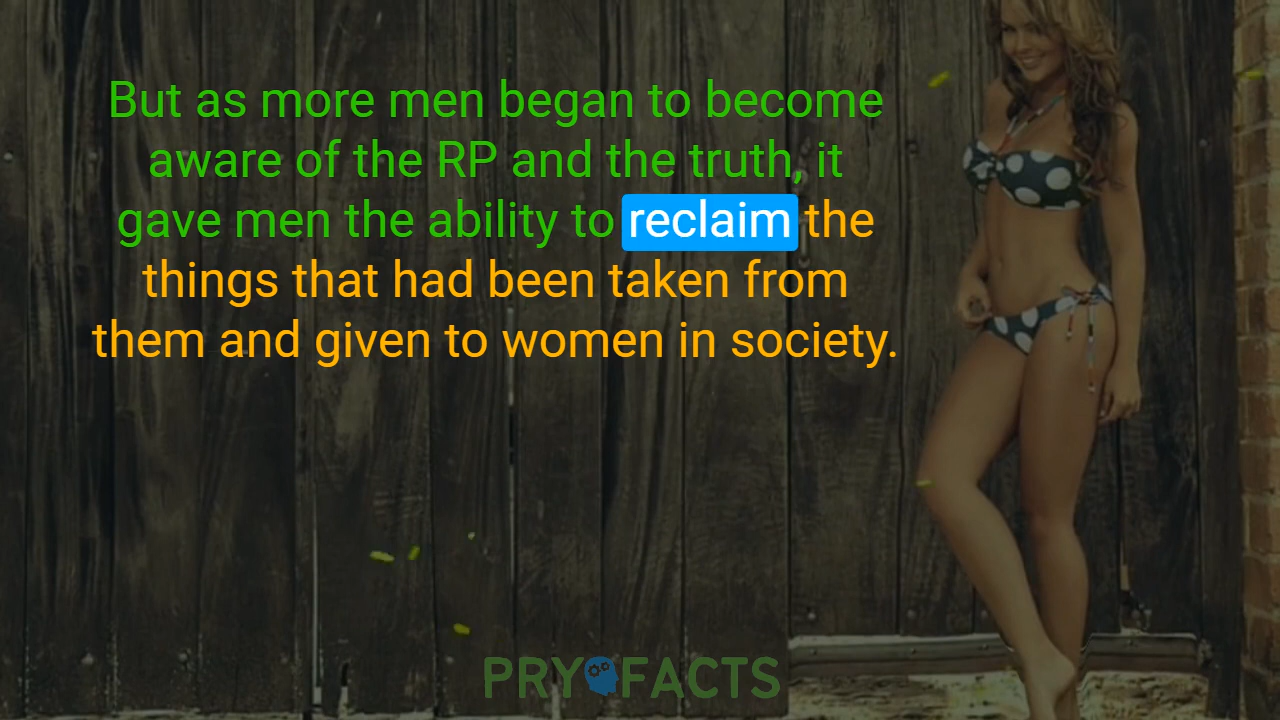 But as more men began to become
aware of the RP and the truth, it
gave men the ability to reclaim the
things that had been taken from
them and given to women in society.
PRYOFACTS